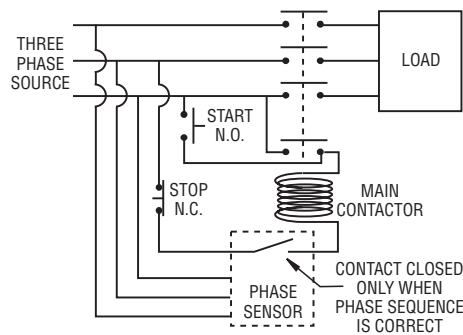 THREE
PHASE
SOURCE
LOAD
START
N.O.
STOP
N.C.
MAIN
CONTACTOR
PHASE
SENSOR
CONTACT CLOSED
ONLY WHEN
PHASE SEQUENCE
IS CORRECT